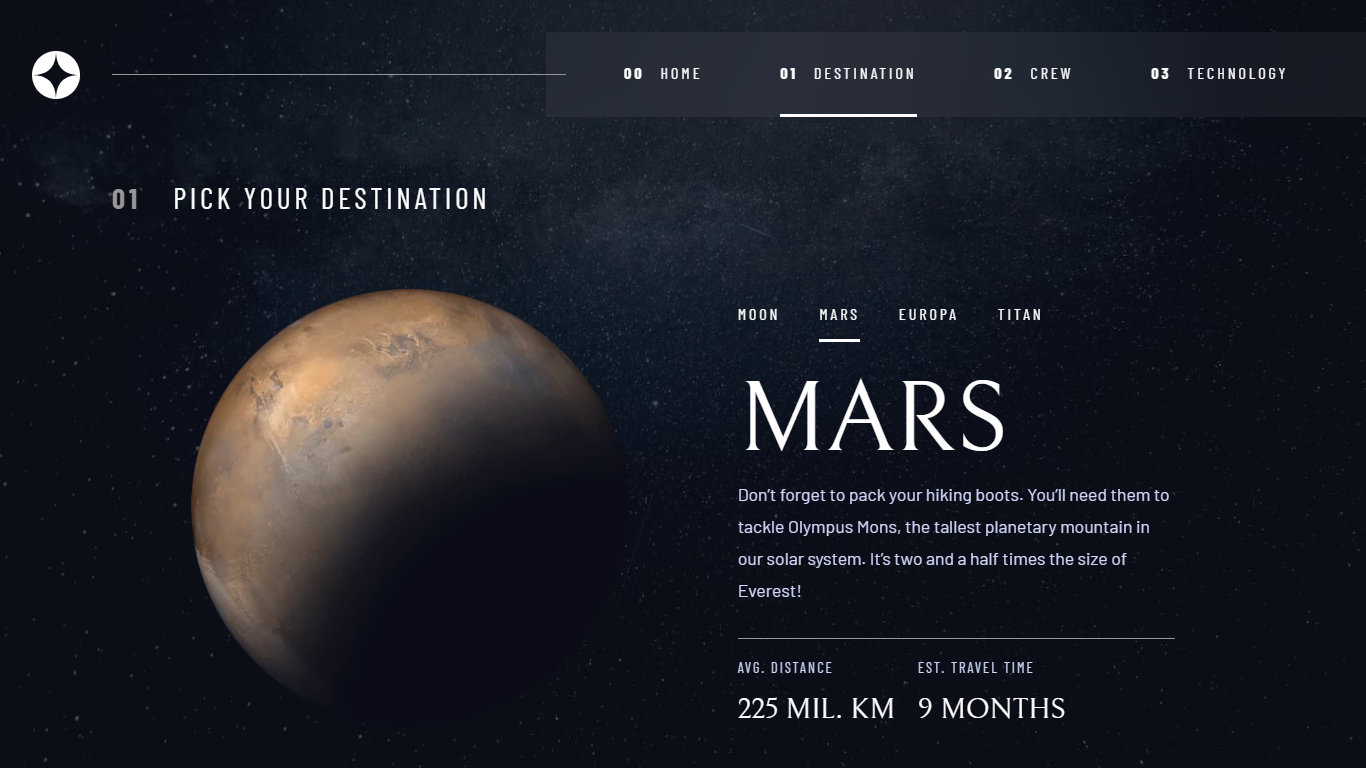 00 HOME 01 DESTINATION 02 CREW 03 TECHNOLOGY
01 PICK YOUR DESTINATION
MOON MARS EUROPA TITAN
MARS
Don’t forget to pack your hiking boots. You’ll need them to
tackle Olympus Mons, the tallest planetary mountain in
our solar system. It’s two and a half times the size of
Everest!
AVG. DISTANCE EST. TRAVEL TIME
225 MIL. KM 9 MONTHS